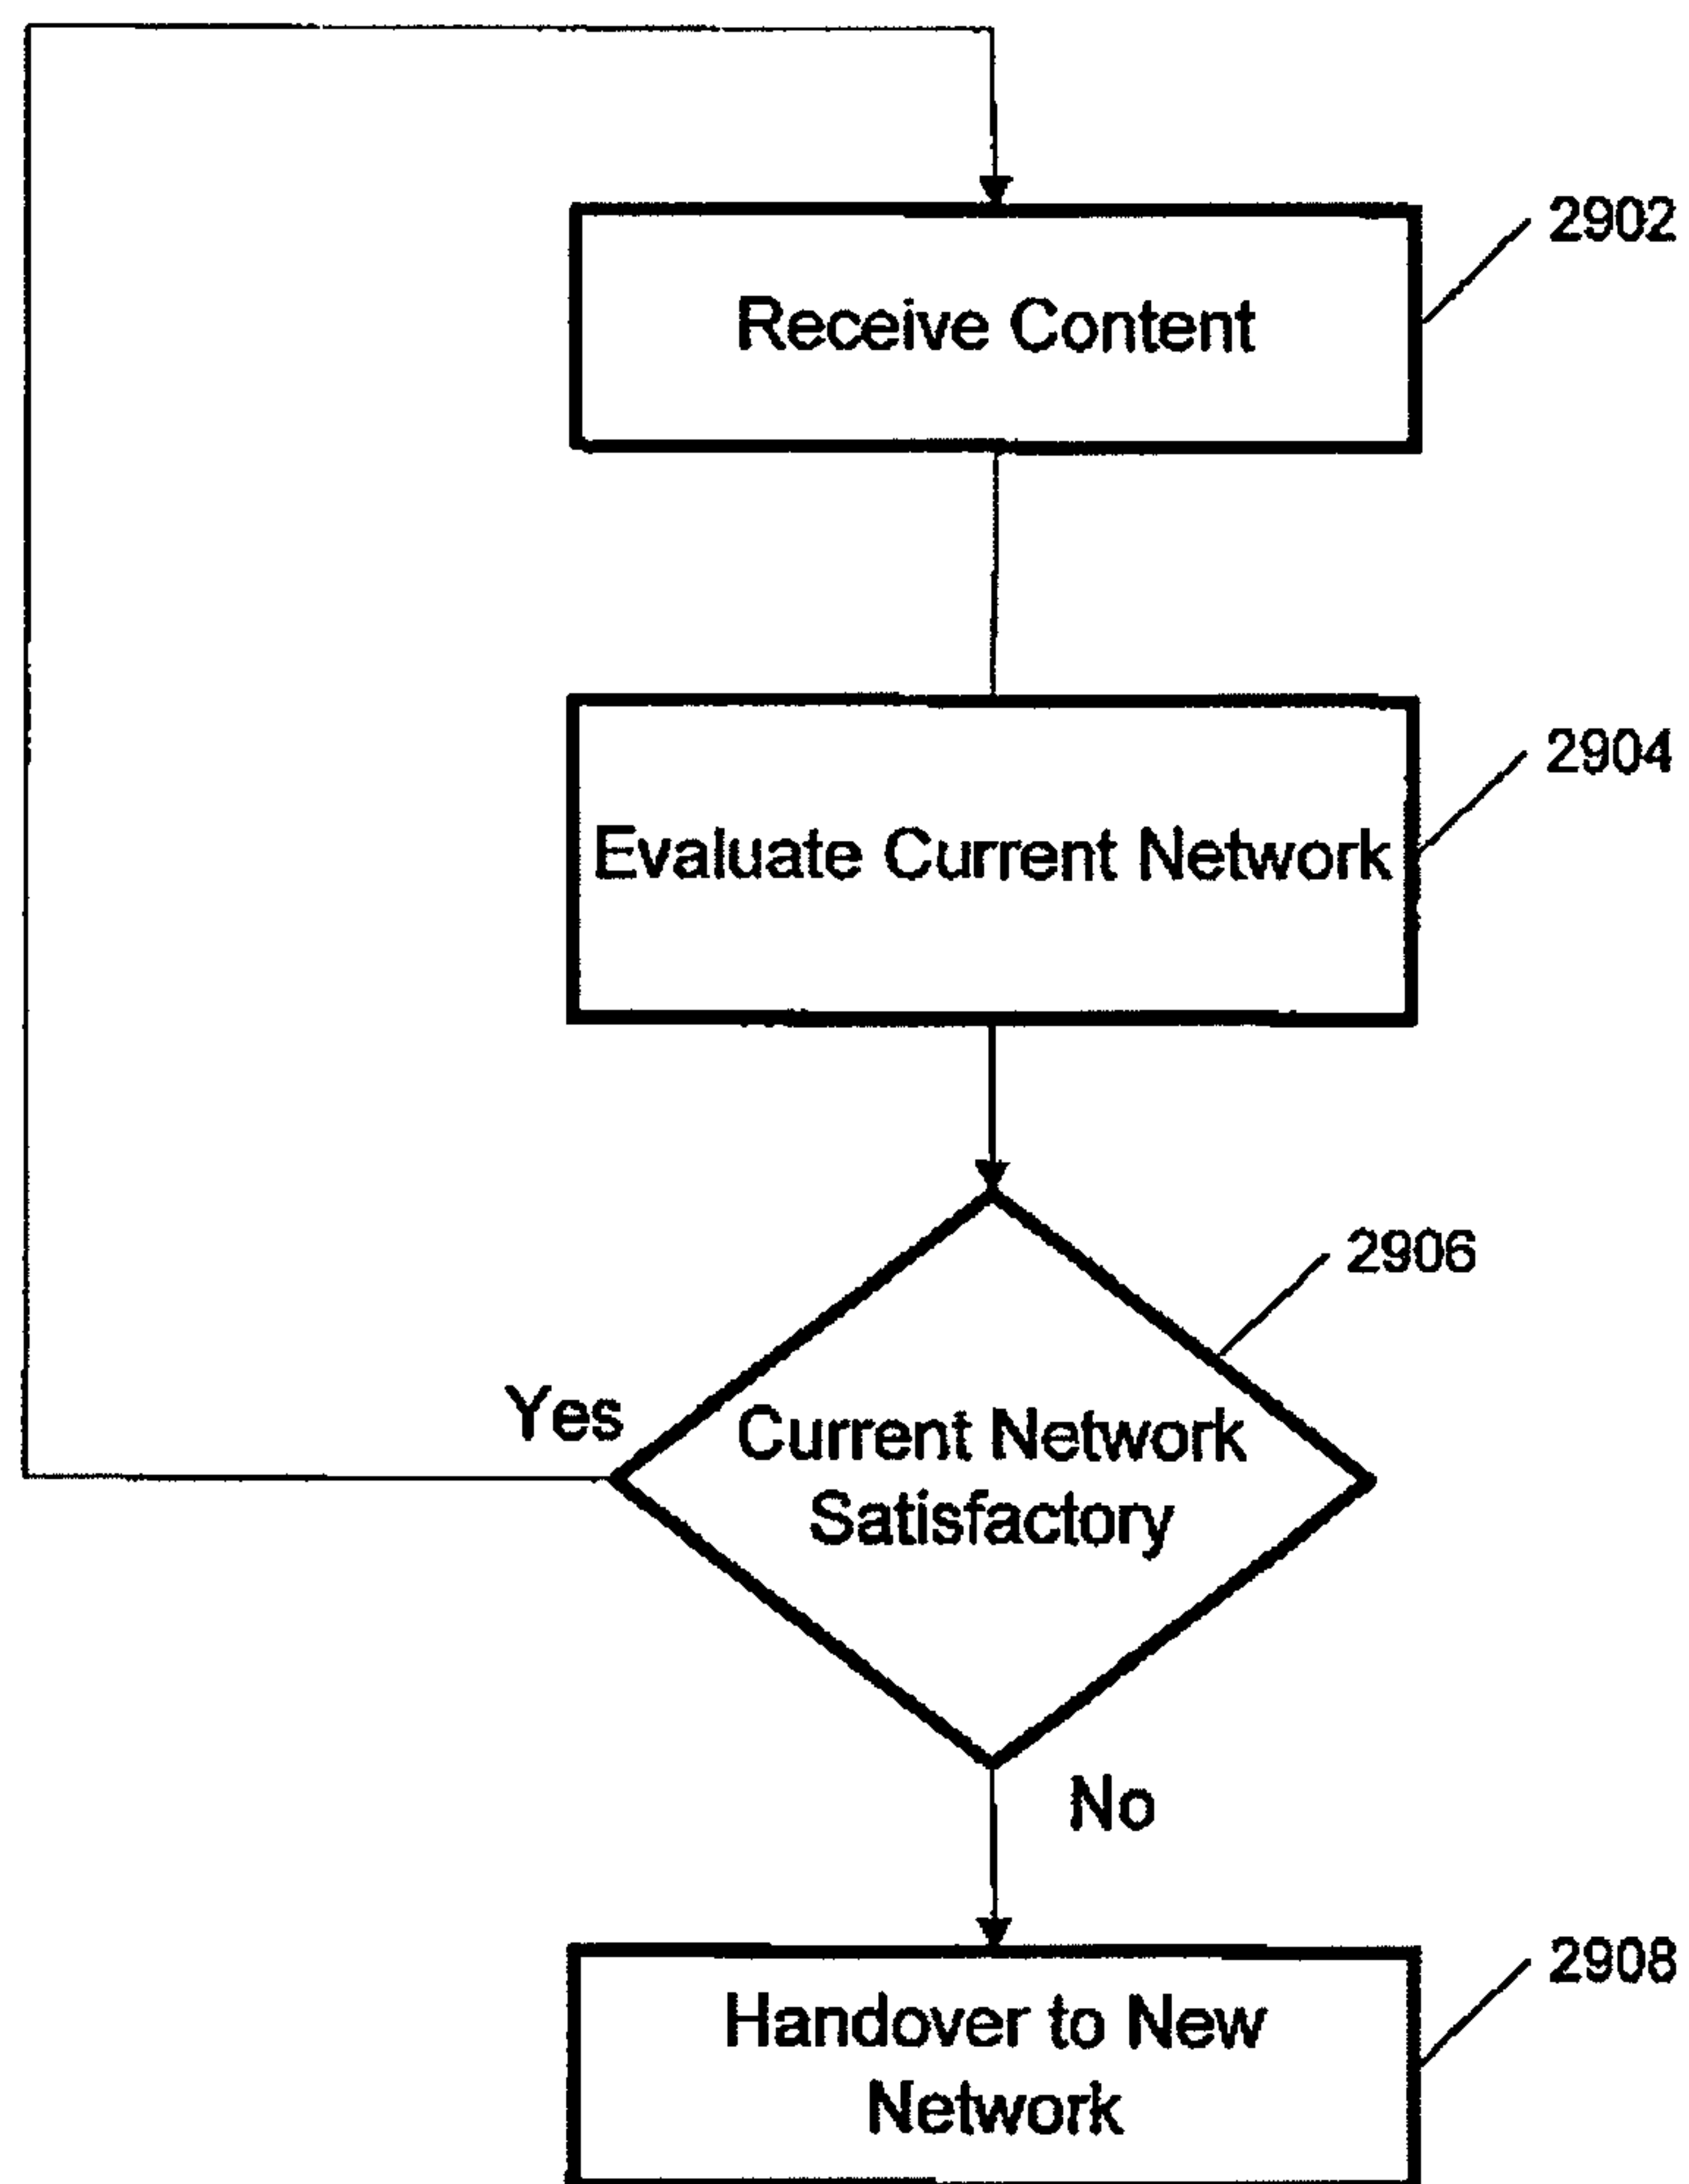 2902
Receive Content
2904
Evaluate Current Network
2906
Yes
Current Network
Satisfactory
No
2908
Handover to New
Network